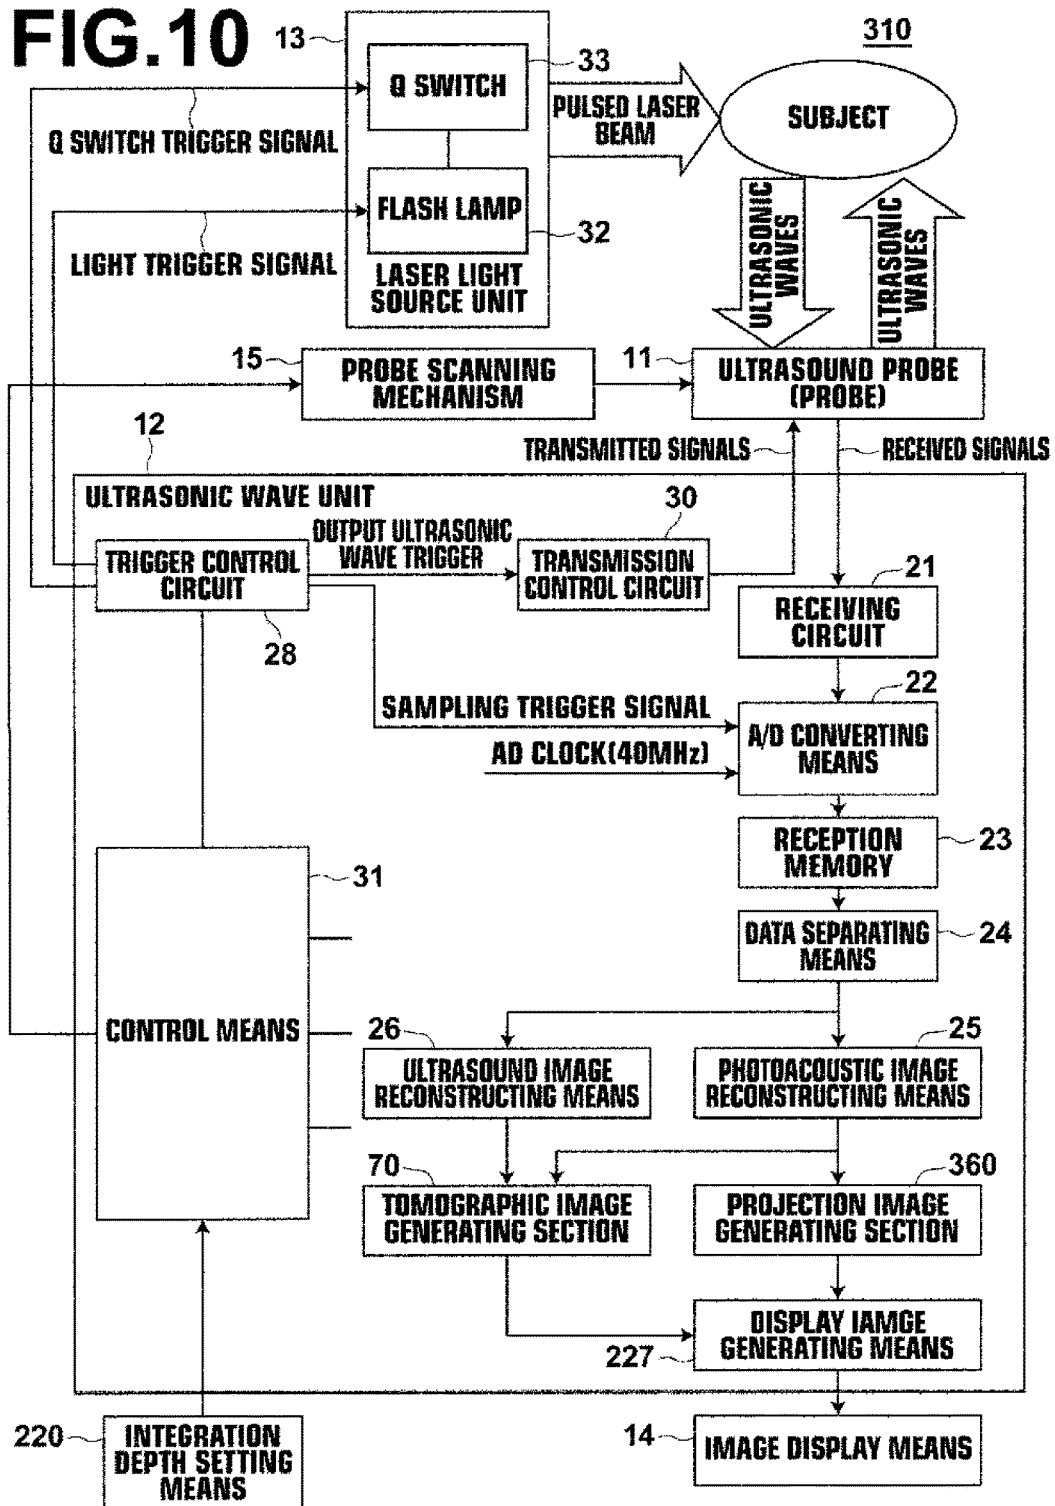 FIG.10
13
310
33
Q SWITCH
PULSED LASER
BEAM
SUBJECT
Q SWITCH TRIGGER SIGNAL
FLASH LAMP
32
LIGHT TRIGGER SIGNAL
LASER LIGHT
SOURCE UNIT
ULTRASONIC
WAVES
ULTRASONIC
WAVES
15
PROBE SCANNING
MECHANISM
11
ULTRASOUND PROBE
(PROBE)
12
TRANSMITTED SIGNALS
RECEIVED SIGNALS
ULTRASONIC WAVE UNIT
OUTPUT ULTRASONIC
WAVE TRIGGER
30
TRIGGER CONTROL
CIRCUIT
TRANSMISSION
CONTROL CIRCUIT
28
21
RECEIVING
CIRCUIT
22
SAMPLING TRIGGER SIGNAL
AD CLOCK(40MHz)
A/D CONVERTING
MEANS
RECEPTION
MEMORY
23
31
DATA SEPARATING
MEANS
24
CONTROL MEANS
26
25
ULTRASOUND IMAGE
RECONSTRUCTING MEANS
PHOTOACOUSTIC IMAGE
RECONSTRUCTING MEANS
70
360
TOMOGRAPHIC IMAGE
GENERATING SECTION
PROJECTION IMAGE
GENERATING SECTION
DISPLAY IAMGE
GENERATING MEANS
227
220
INTEGRATION
DEPTH SETTING
MEANS
14
IMAGE DISPLAY MEANS